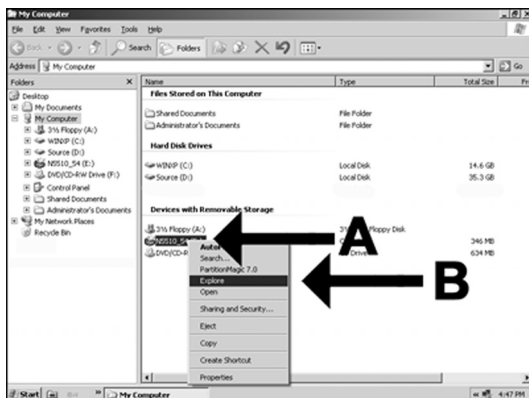 My Computer
File Edit View Favorites Tools Help
Back Search Folders
Address My Computer Go
Folders X Name Type Total Size
Desktop
My Documents
My Computer
3½ Floppy (A:)
WINXP (C:)
Source (D:)
NS510_S4 (E:)
DVD/CD-RW Drive (F:)
Control Panel
Shared Documents
Administrator's Documents
My Network Places
Recycle Bin
Files Stored on This Computer
Shared Documents File Folder
Administrator's Documents File Folder
Hard Disk Drives
WINXP (C:) Local Disk 14.6 GB
Source (D:) Local Disk 35.3 GB
Devices with Removable Storage
3½ Floppy (A:) Floppy Disk
NS510_S4 346 MB
DVD/CD-R Drive 634 MB
A
Search...
PartitionMagic 7.0
Explore
B
Open
Sharing and Security...
Eject
Copy
Create Shortcut
Properties
Start My Computer 4:47 PM